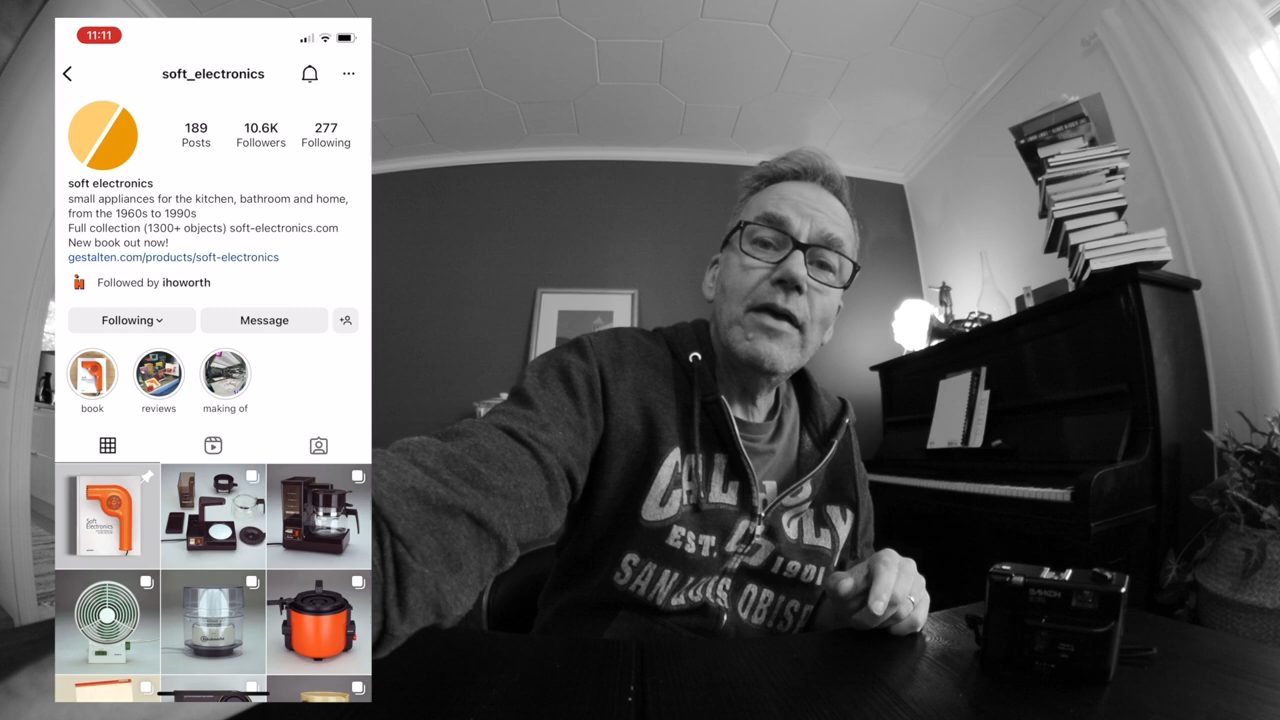 11:11
soft_electronics
189
Posts
10.6K
Followers
277
Following
soft electronics
small appliances for the kitchen, bathroom and home,
from the 1960s to 1990s
Full collection (1300+ objects) soft-electronics.com
New book out now!
gestalten.com/products/soft-electronics
Followed by ihoworth
Following
Message
book
reviews
making of
Soft
Electronics
CAL POLY
EST. 1901
SAN LUIS OBISP